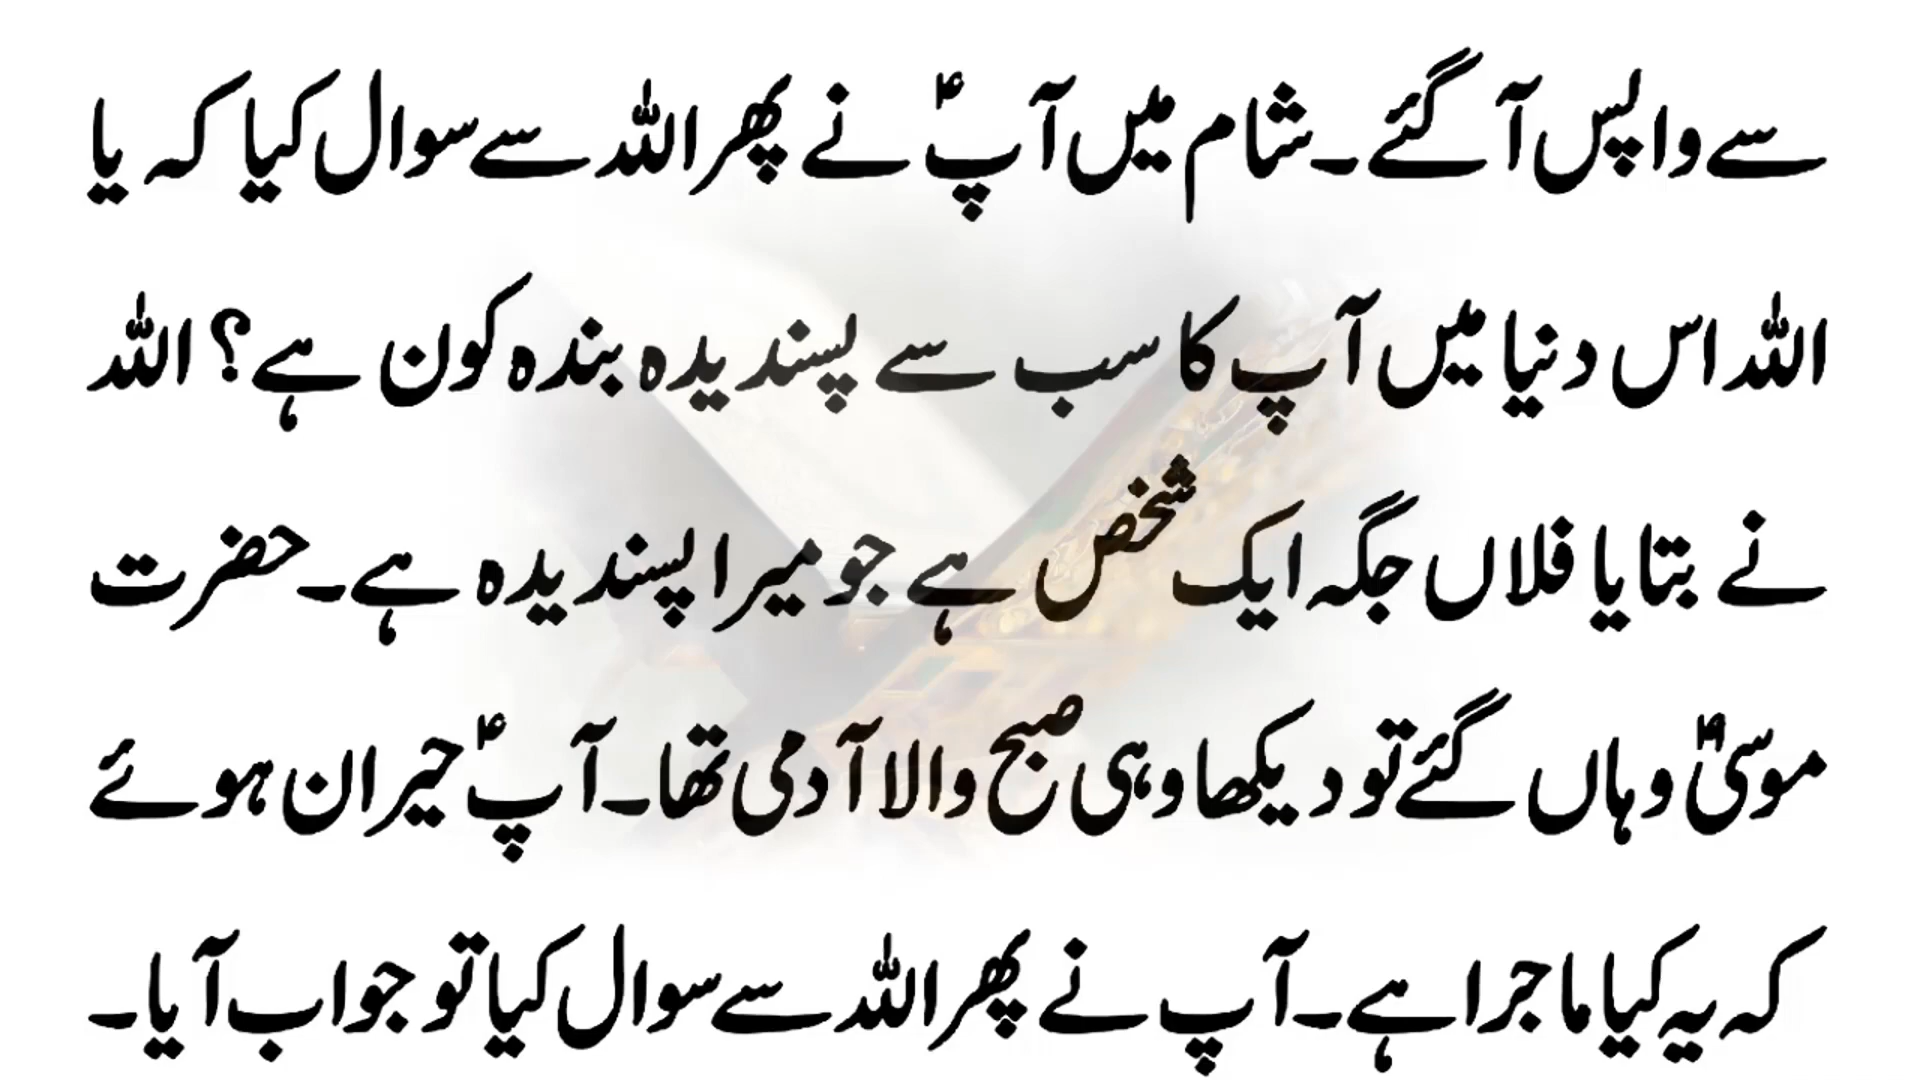 سے واپس آ گئے۔ شام میں آپؑ نے پھر اللہ سے سوال کیا کہ یا
اللہ اس دنیا میں آپ کا سب سے پسندیدہ بندہ کون ہے؟ اللہ
نے بتایا فلاں جگہ ایک شخص ہے جو میرا پسندیدہ ہے۔ حضرت
موسیٰؑ وہاں گئے تو دیکھا وہی صبح والا آدمی تھا۔ آپؑ حیران ہوئے
کہ یہ کیا ماجرا ہے۔ آپ نے پھر اللہ سے سوال کیا تو جواب آیا۔